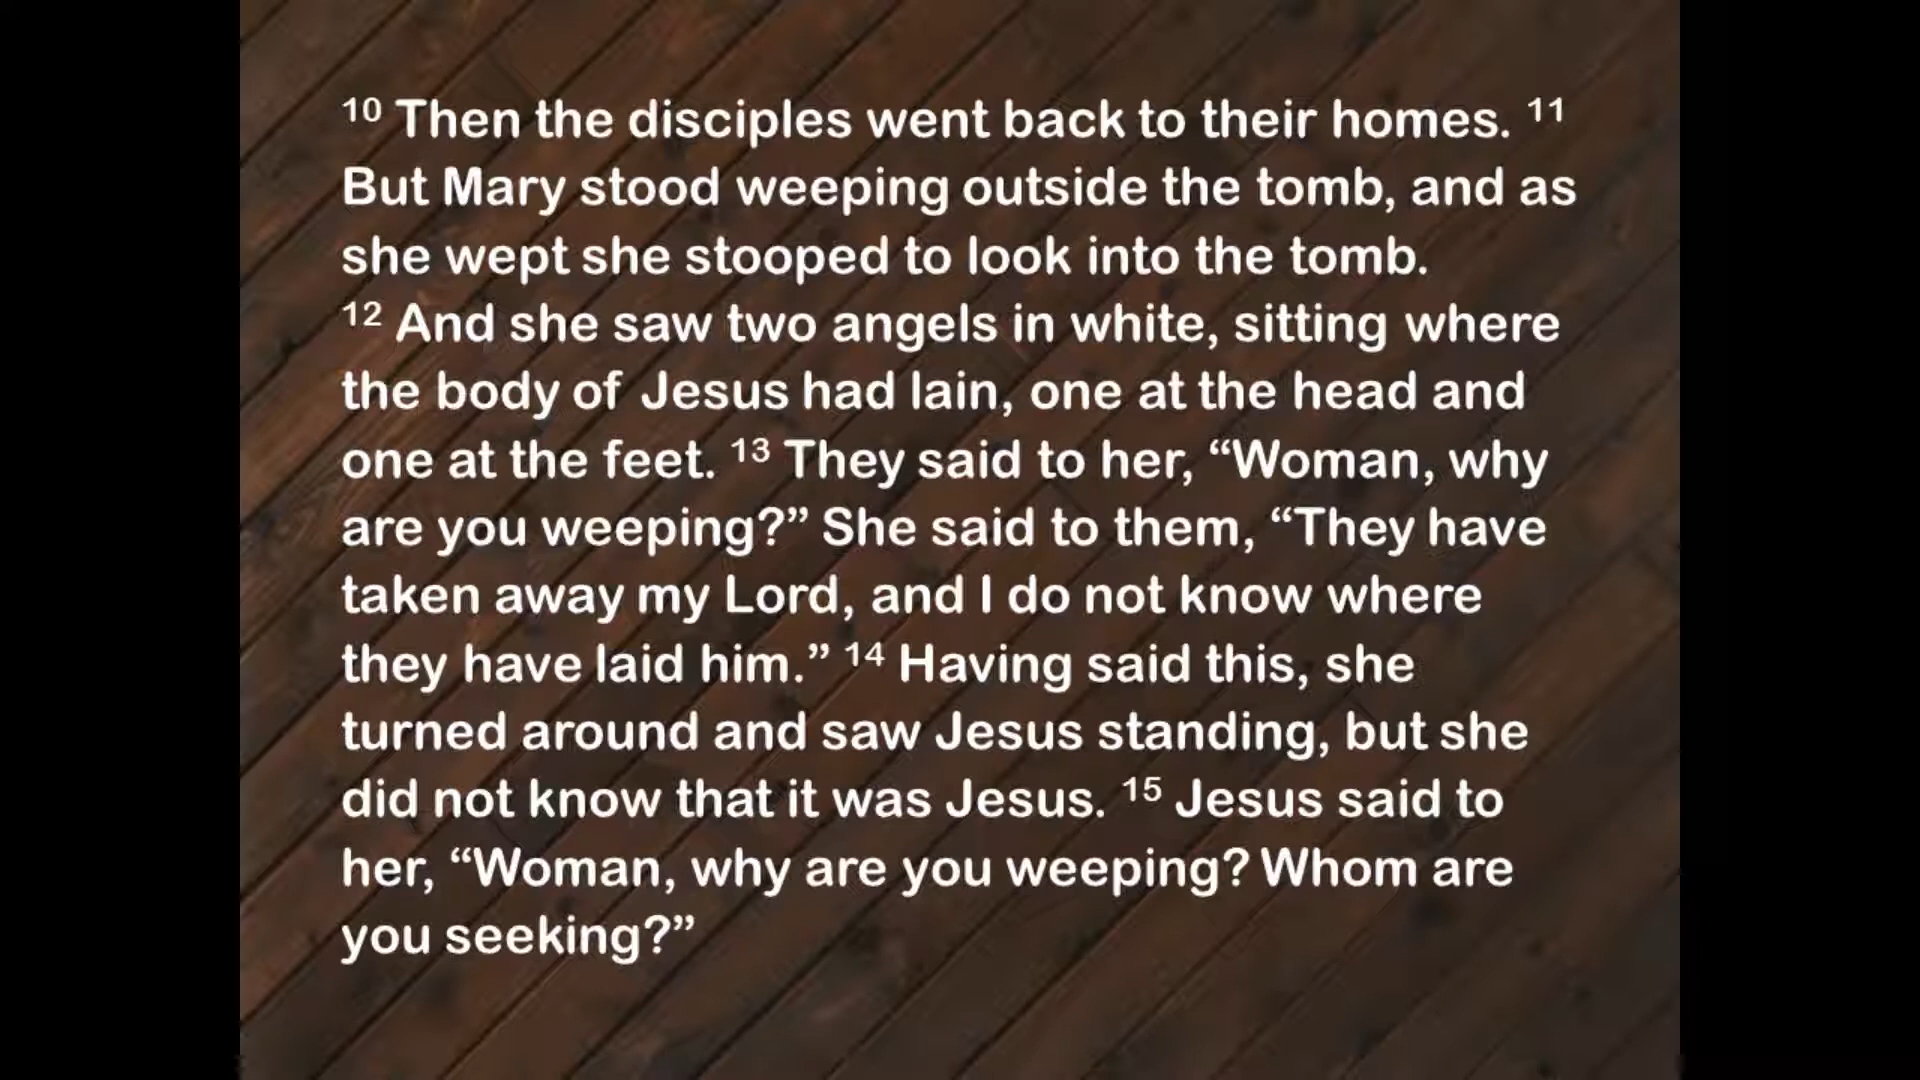 10 Then the disciples went back to their homes. 11
But Mary stood weeping outside the tomb, and as
she wept she stooped to look into the tomb.
12 And she saw two angels in white, sitting where
the body of Jesus had lain, one at the head and
one at the feet. 13 They said to her, “Woman, why
are you weeping?” She said to them, “They have
taken away my Lord, and I do not know where
they have laid him.” 14 Having said this, she
turned around and saw Jesus standing, but she
did not know that it was Jesus. 15 Jesus said to
her, “Woman, why are you weeping? Whom are
you seeking?”